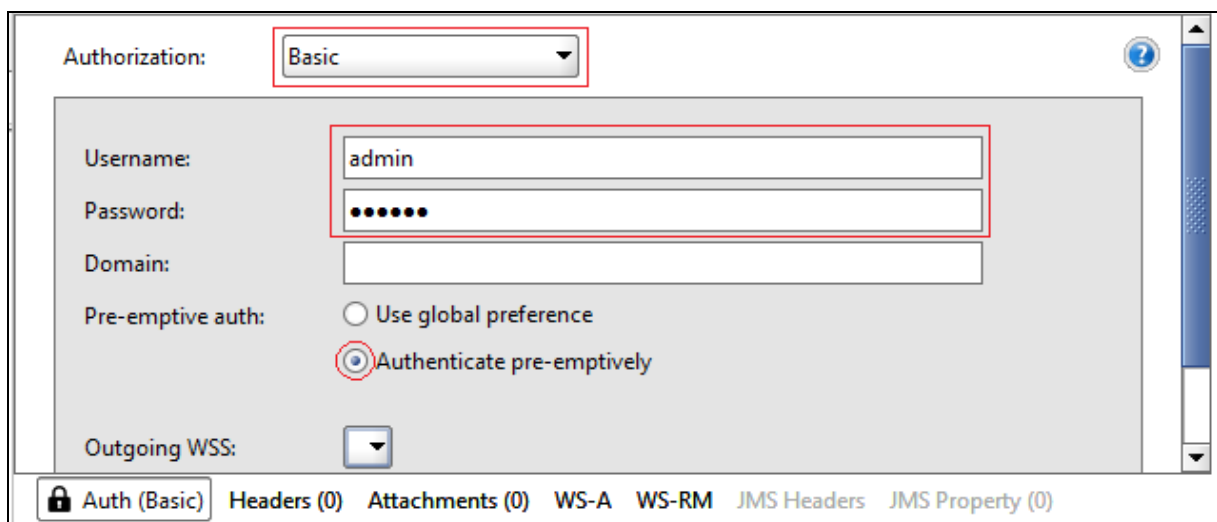 Authorization: Basic
Username: admin
Password: ••••••
Domain:
Pre-emptive auth: Use global preference
Authenticate pre-emptively
Outgoing WSS:
Auth (Basic) Headers (0) Attachments (0) WS-A WS-RM JMS Headers JMS Property (0)